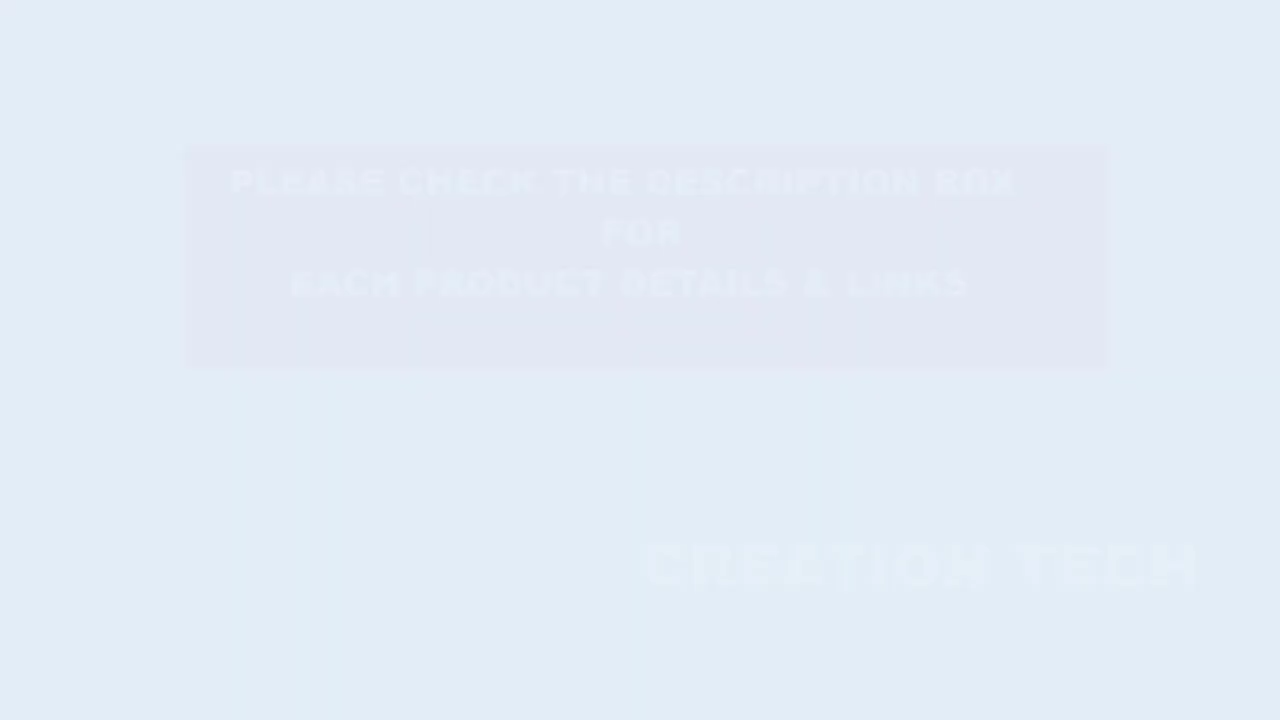 PLEASE CHECK THE DESCRIPTION BOX
FOR
EACH PRODUCT DETAILS & LINKS
CREATION TECH